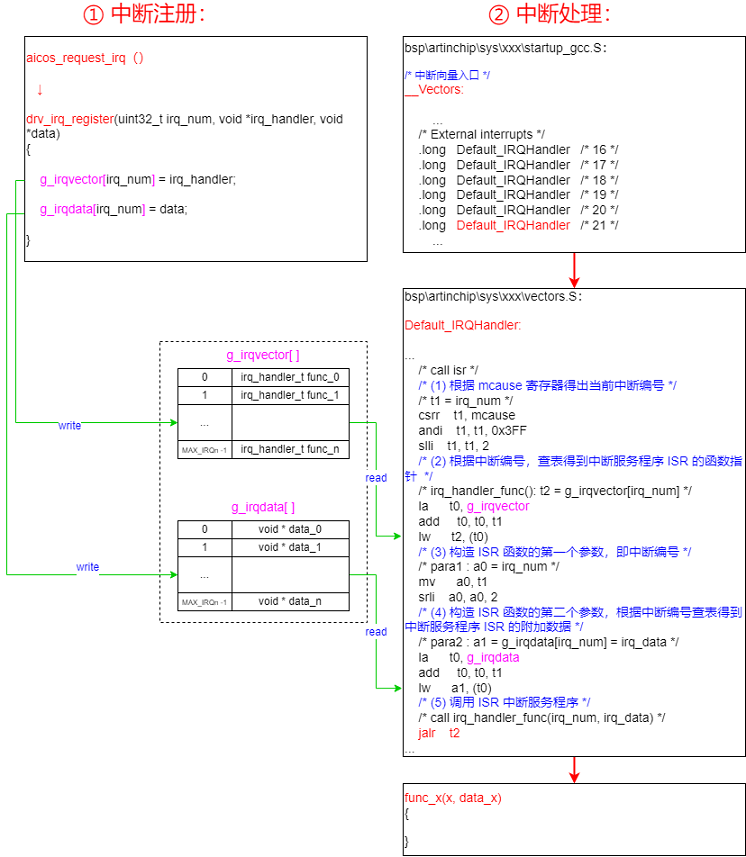 ① 中断注册：
aicos_request_irq（）
↓
drv_irq_register(uint32_t irq_num, void *irq_handler, void
*data)
{
g_irqvector[irq_num] = irq_handler;
g_irqdata[irq_num] = data;
}
write
write
g_irqvector[ ]
0 irq_handler_t func_0
1 irq_handler_t func_1
...
MAX_IRQn -1 irq_handler_t func_n
g_irqdata[ ]
0 void * data_0
1 void * data_1
...
MAX_IRQn -1 void * data_n
read
read
② 中断处理：
bsp\artinchip\sys\xxx\startup_gcc.S：
/* 中断向量入口 */
__Vectors:
...
/* External interrupts */
.long Default_IRQHandler /* 16 */
.long Default_IRQHandler /* 17 */
.long Default_IRQHandler /* 18 */
.long Default_IRQHandler /* 19 */
.long Default_IRQHandler /* 20 */
.long Default_IRQHandler /* 21 */
...
bsp\artinchip\sys\xxx\vectors.S：
Default_IRQHandler:
...
/* call isr */
/* (1) 根据 mcause 寄存器得出当前中断编号 */
/* t1 = irq_num */
csrr t1, mcause
andi t1, t1, 0x3FF
slli t1, t1, 2
/* (2) 根据中断编号，查表得到中断服务程序 ISR 的函数指
针 */
/* irq_handler_func(): t2 = g_irqvector[irq_num] */
la t0, g_irqvector
add t0, t0, t1
lw t2, (t0)
/* (3) 构造 ISR 函数的第一个参数，即中断编号 */
/* para1 : a0 = irq_num */
mv a0, t1
srli a0, a0, 2
/* (4) 构造 ISR 函数的第二个参数，根据中断编号查表得到
中断服务程序 ISR 的附加数据 */
/* para2 : a1 = g_irqdata[irq_num] = irq_data */
la t0, g_irqdata
add t0, t0, t1
lw a1, (t0)
/* (5) 调用 ISR 中断服务程序 */
/* call irq_handler_func(irq_num, irq_data) */
jalr t2
...
func_x(x, data_x)
{
}